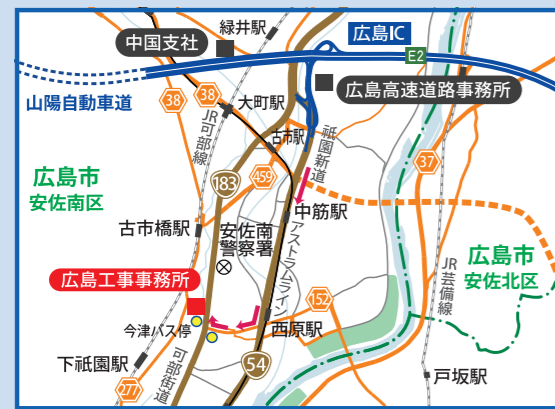 緑井駅
中国支社
広島IC
E2
山陽自動車道
38
38
大町駅
広島高速道路事務所
古市駅
祇園新道
JR可部線
37
広島市
安佐南区
183
459
中筋駅
古市橋駅
安佐南
警察署
アストラムライン
広島市
安佐北区
広島工事事務所
152
JR芸備線
今津バス停
西原駅
下祇園駅
可部街道
54
戸坂駅
277